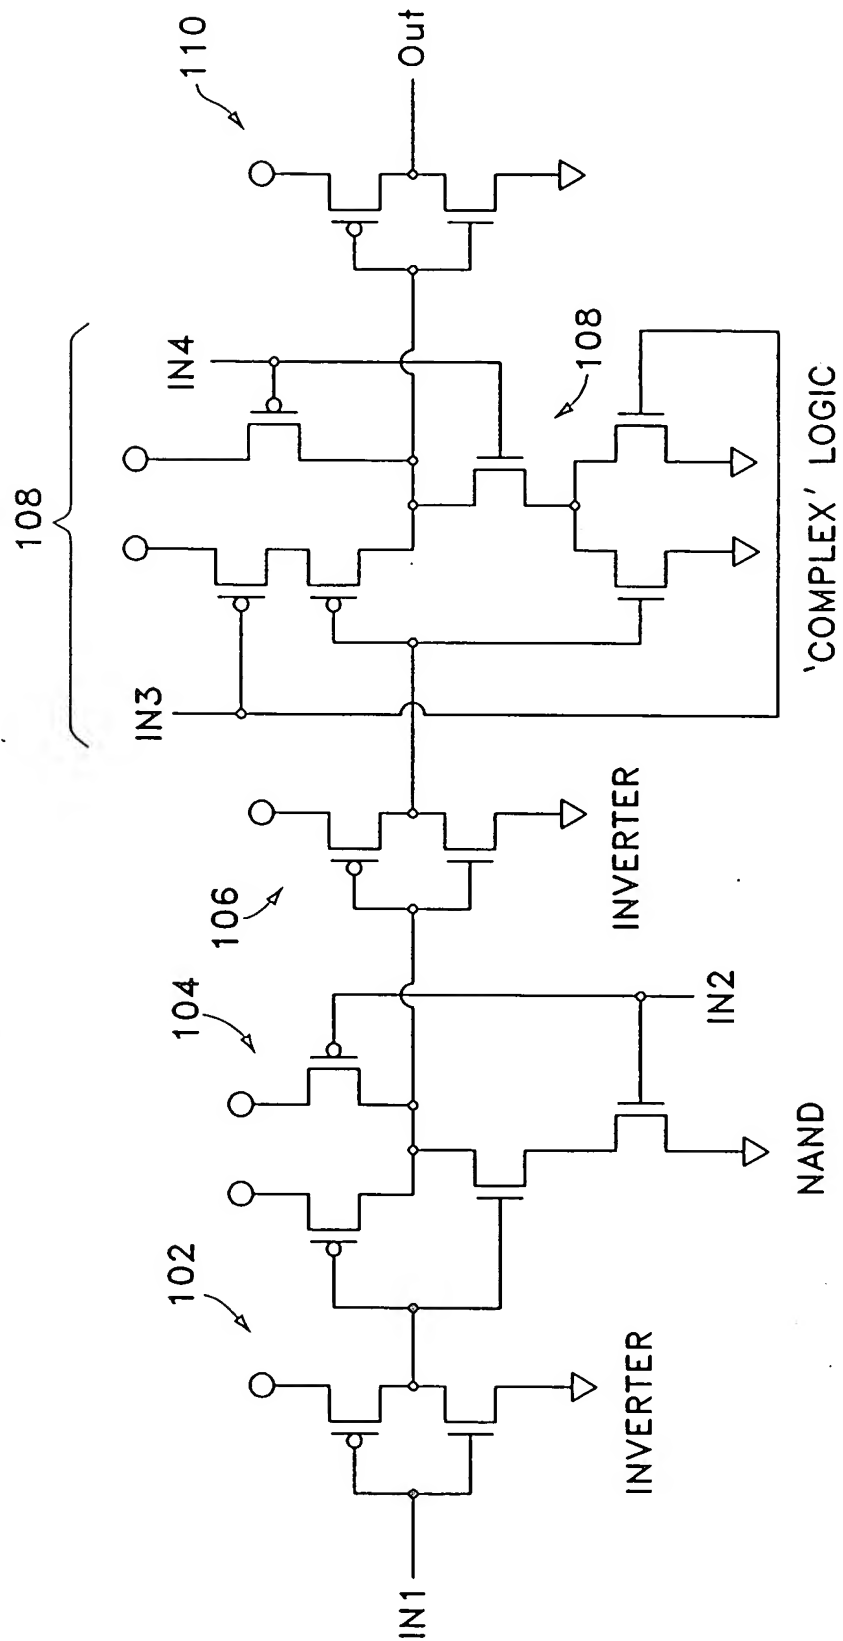 108
110
IN3
IN4
Out
102
104
106
108
IN1
IN2
INVERTER
NAND
INVERTER
'COMPLEX' LOGIC